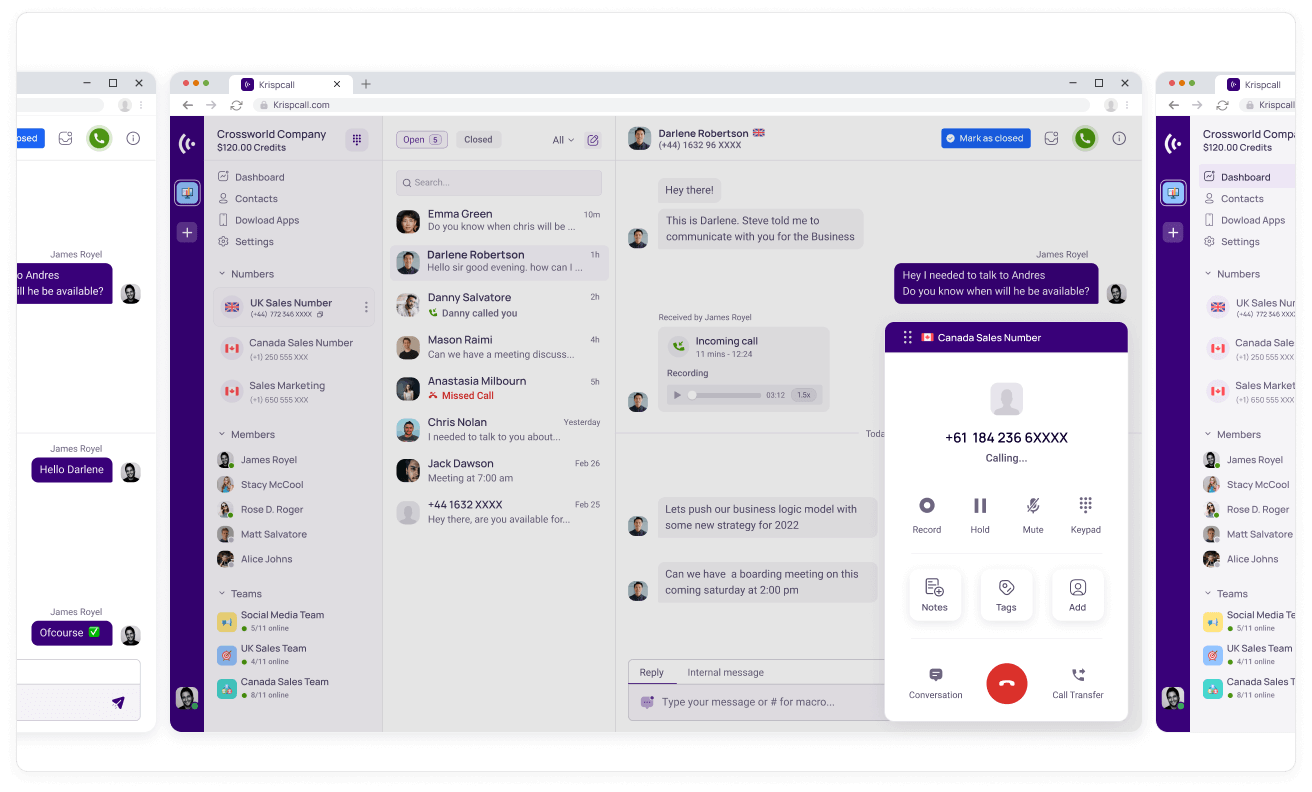 osed
James Royel
o Andres
ill he be available?
James Royel
Hello Darlene
James Royel
Ofcourse ✅
Krispcall
Krispcall.com
Crossworld Company
$120.00 Credits
Dashboard
Contacts
Dowload Apps
Settings
Numbers
UK Sales Number
(+44) 772 346 XXXX
Canada Sales Number
(+1) 250 555 XXX
Sales Marketing
(+1) 650 555 XXX
Members
James Royel
Stacy McCool
Rose D. Roger
Matt Salvatore
Alice Johns
Teams
Social Media Team
5/11 online
UK Sales Team
4/11 online
Canada Sales Team
8/11 online
Open 5
Closed
All
Search...
Emma Green 10m
Do you know when chris will be ...
Darlene Robertson 1h
Hello sir good evening. how can I ...
Danny Salvatore 2h
Danny called you
Mason Raimi 4h
Can we have a meeting discuss...
Anastasia Milbourn 5h
Missed Call
Chris Nolan Yesterday
I needed to talk to you about...
Jack Dawson Feb 26
Meeting at 7:00 am
+44 1632 XXXX Feb 25
Hey there, are you available for...
Darlene Robertson 🇬🇧
(+44) 1632 96 XXXX
Mark as closed
Hey there!
This is Darlene. Steve told me to
communicate with you for the Business
James Royel
Hey I needed to talk to Andres
Do you know when will he be available?
Received by James Royel
Incoming call
11 mins - 12:24
Recording
03:12 1.5x
Toda
Lets push our business logic model with
some new strategy for 2022
Can we have a boarding meeting on this
coming saturday at 2:00 pm
Reply
Internal message
Type your message or # for macro...
Canada Sales Number
+61 184 236 6XXXX
Calling...
Record
Hold
Mute
Keypad
Notes
Tags
Add
Conversation
Call Transfer
Krispcall
Krispcall
Crossworld Compa
$120.00 Credits
Dashboard
Contacts
Dowload Apps
Settings
Numbers
UK Sales Nur
(+44) 772 346 XXXX
Canada Sale
(+1) 250 555 XXX
Sales Market
(+1) 650 555 XXX
Members
James Royel
Stacy McCool
Rose D. Roger
Matt Salvatore
Alice Johns
Teams
Social Media Te
5/11 online
UK Sales Team
4/11 online
Canada Sales T
8/11 online